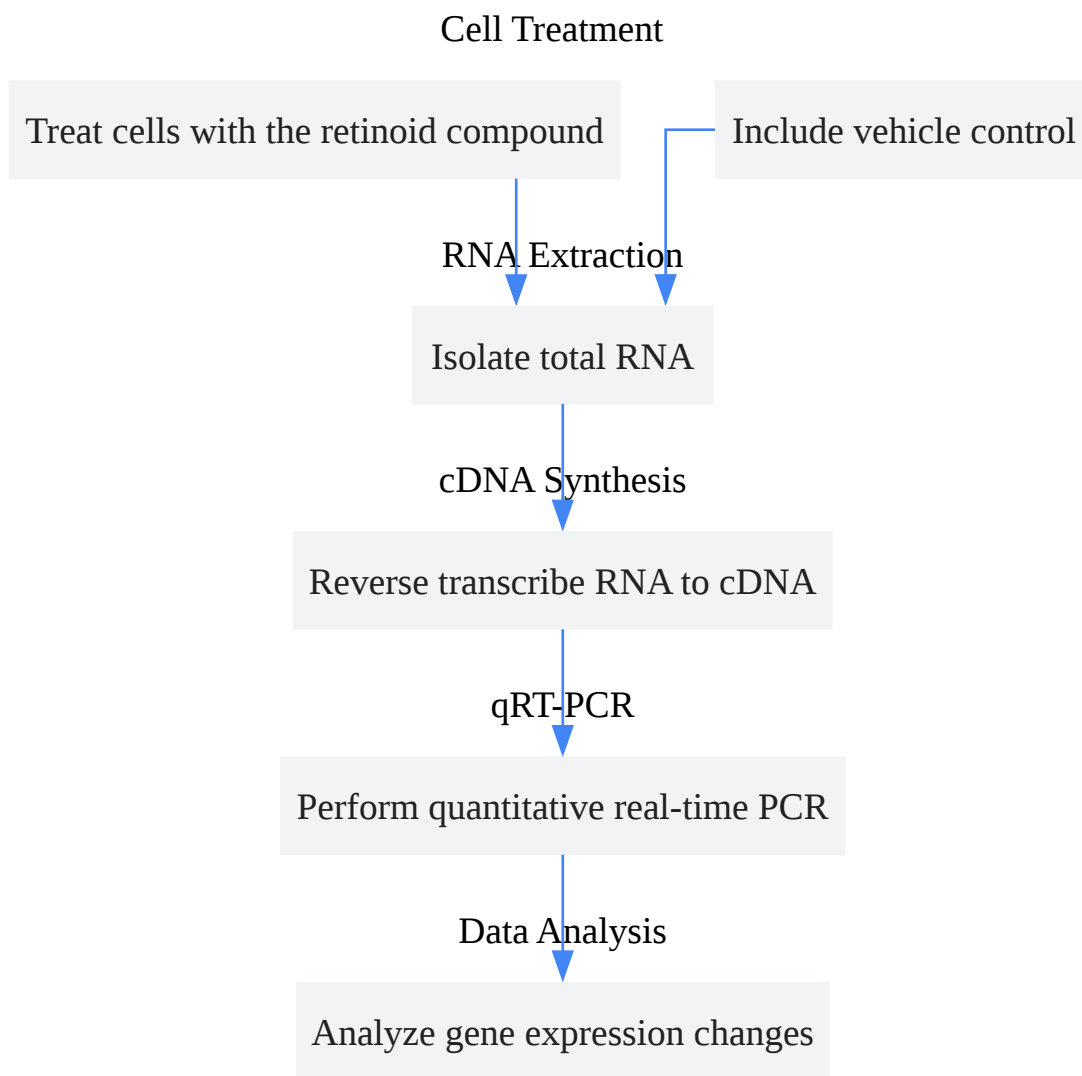 Cell Treatment
Treat cells with the retinoid compound
Include vehicle control
RNA Extraction
Isolate total RNA
cDNA Synthesis
Reverse transcribe RNA to cDNA
qRT-PCR
Perform quantitative real-time PCR
Data Analysis
Analyze gene expression changes